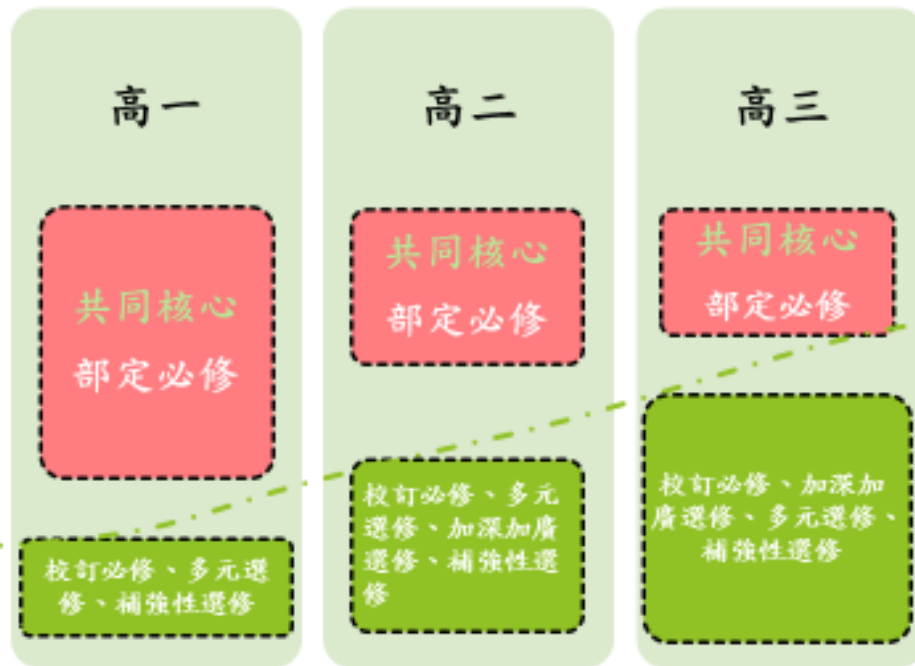 高一
共同核心
部定必修
校訂必修、多元選
修、補強性選修
高二
共同核心
部定必修
校訂必修、多元
選修、加深加廣
選修、補強性選
修
高三
共同核心
部定必修
校訂必修、加深加
廣選修、多元選修、
補強性選修